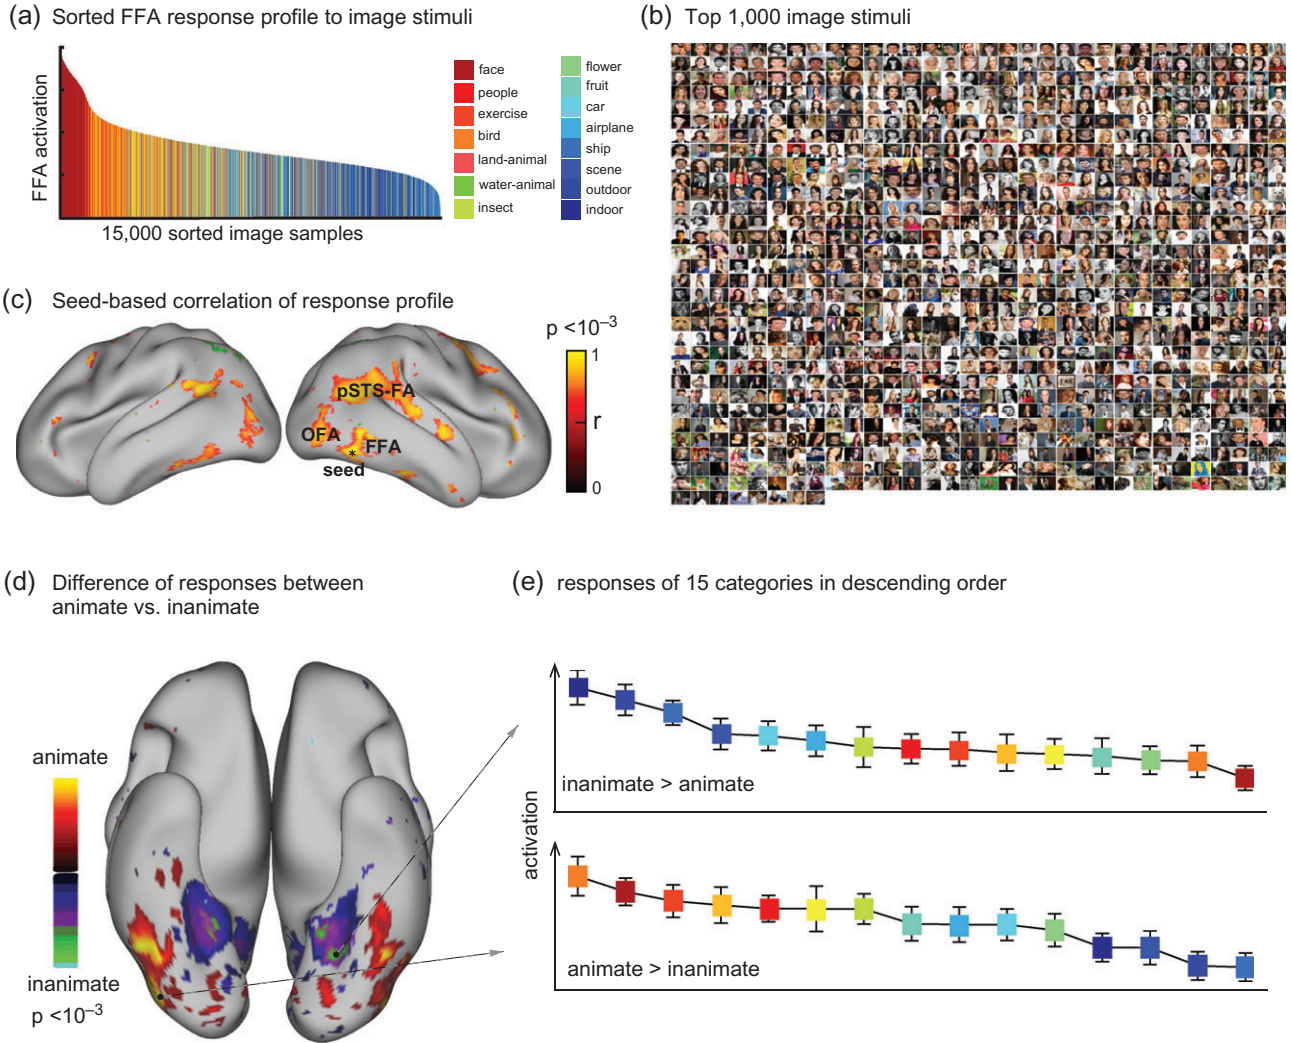 (a) Sorted FFA response profile to image stimuli
FFA activation
15,000 sorted image samples
face
people
exercise
bird
land-animal
water-animal
insect
flower
fruit
car
airplane
ship
scene
outdoor
indoor
(b) Top 1,000 image stimuli
(c) Seed-based correlation of response profile
pSTS-FA
OFA
FFA
*
seed
p <10⁻³
1
r
0
(d) Difference of responses between
animate vs. inanimate
animate
inanimate
p <10⁻³
(e) responses of 15 categories in descending order
activation
inanimate > animate
animate > inanimate